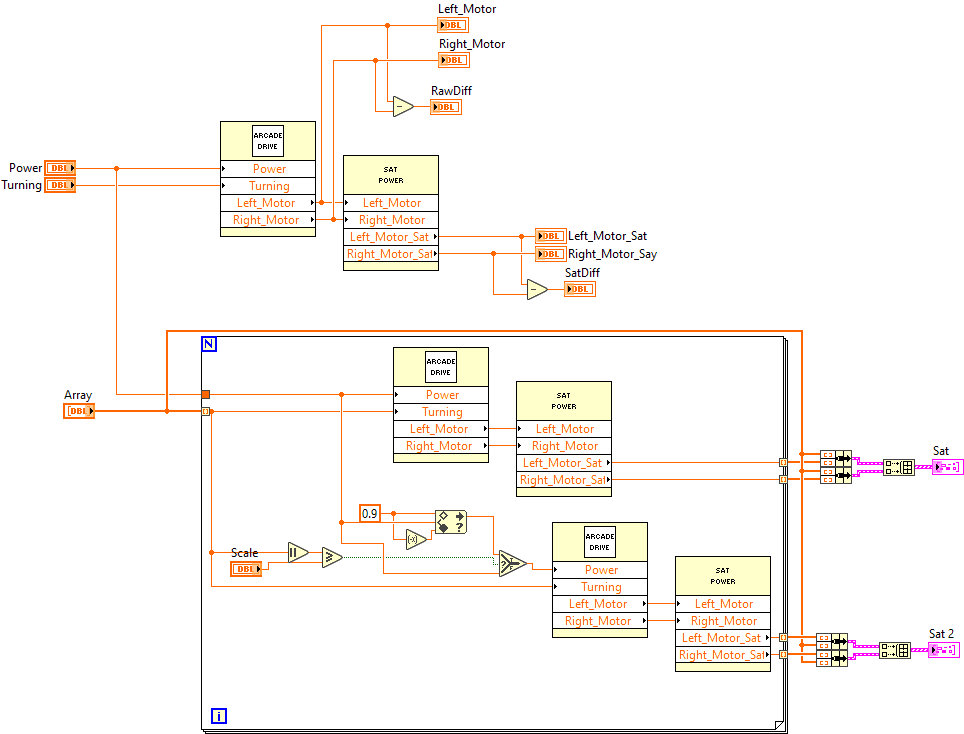 Left_Motor
DBL
Right_Motor
DBL
RawDiff
DBL
ARCADE
DRIVE
Power DBL
Power
Turning DBL
Turning
Left_Motor
Right_Motor
SAT
POWER
Left_Motor
Right_Motor
Left_Motor_Sat
Right_Motor_Sat
DBL Left_Motor_Sat
DBL Right_Motor_Say
SatDiff
DBL
N
Array
[DBL]
ARCADE
DRIVE
Power
Turning
Left_Motor
Right_Motor
SAT
POWER
Left_Motor
Right_Motor
Left_Motor_Sat
Right_Motor_Sat
Sat
0.9
?
Scale
DBL
?
T
F
ARCADE
DRIVE
Power
Turning
Left_Motor
Right_Motor
SAT
POWER
Left_Motor
Right_Motor
Left_Motor_Sat
Right_Motor_Sat
Sat 2
i